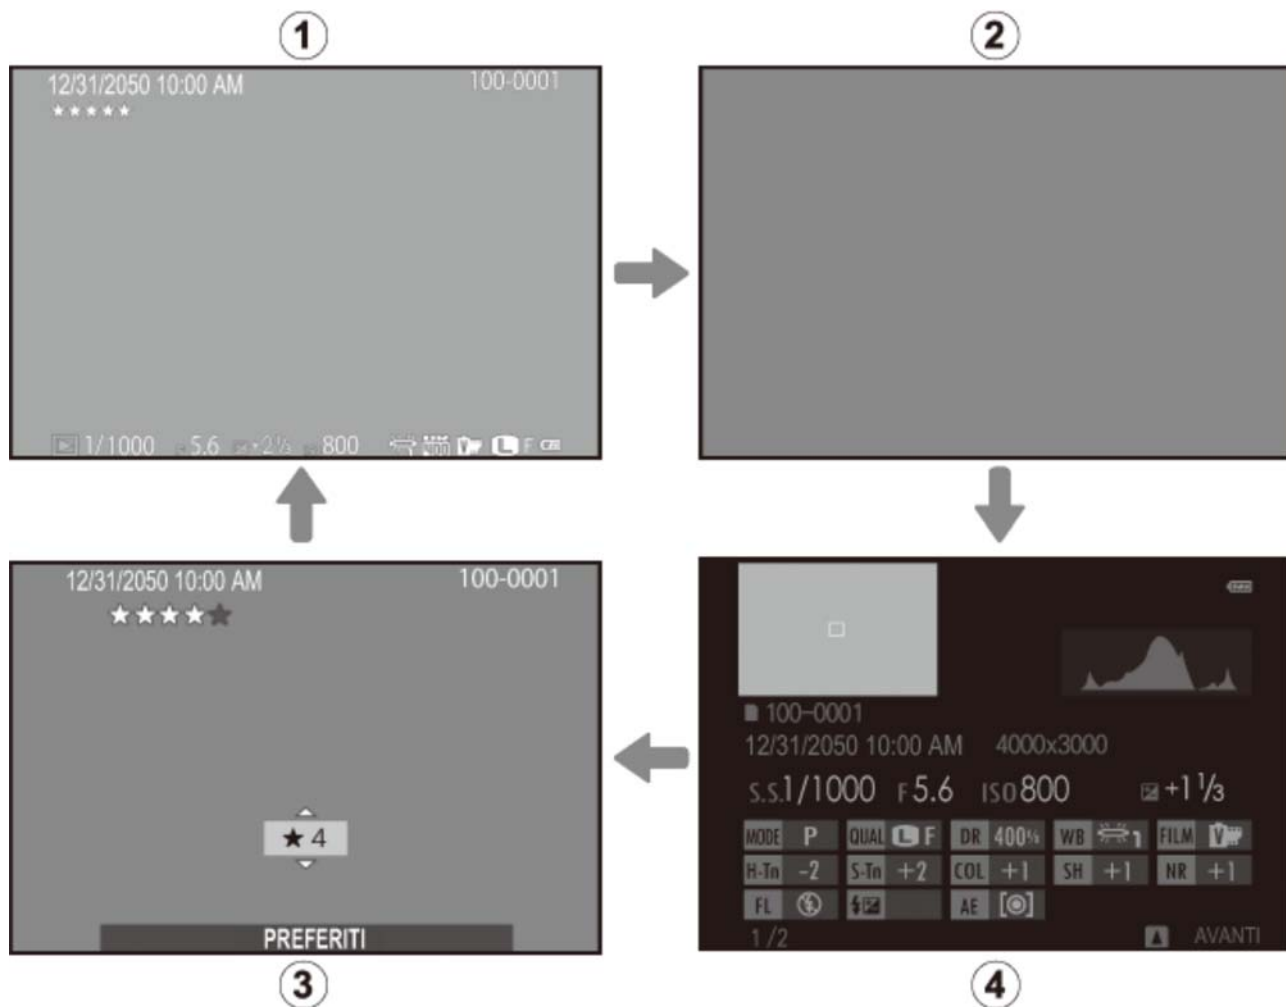 1
2
12/31/2050 10:00 AM 100-0001
1/1000 5.6 800 L F
12/31/2050 10:00 AM 100-0001
4
PREFERITI
100-0001
12/31/2050 10:00 AM 4000x3000
S.S.1/1000 F5.6 ISO800 +1 1/3
MODE P QUAL L F DR 400% WB 1 FILM V
H-Tn -2 S-Tn +2 COL +1 SH +1 NR +1
FL AE
1/2 AVANTI
3
4